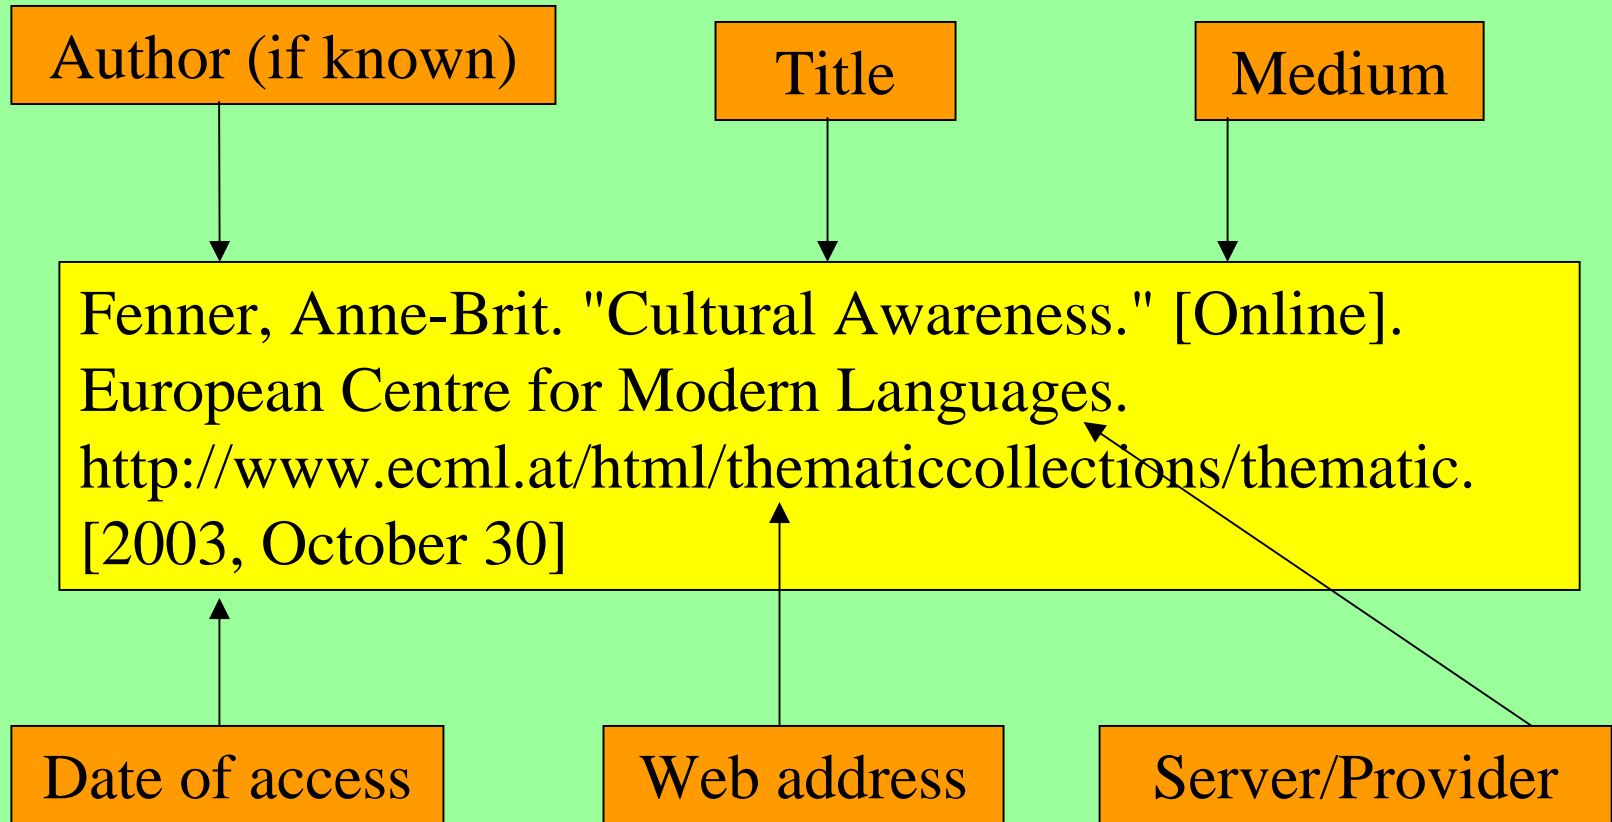 Author (if known)
Title
Medium
Fenner, Anne-Brit. "Cultural Awareness." [Online].
European Centre for Modern Languages.
http://www.ecml.at/html/thematiccollections/thematic.
[2003, October 30]
Date of access
Web address
Server/Provider